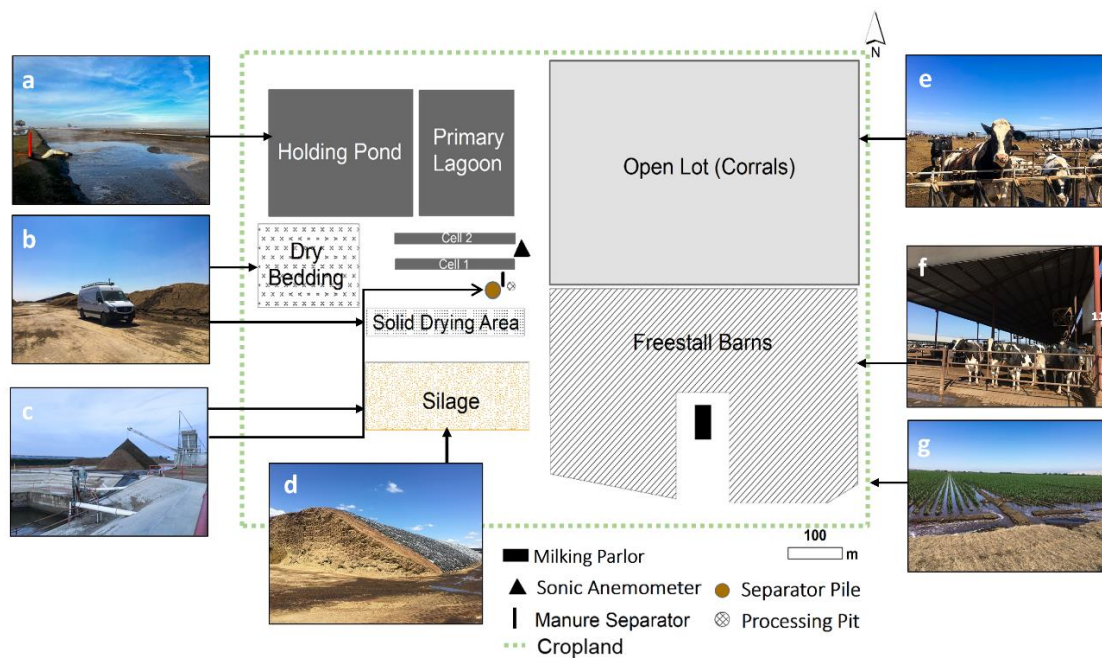 N
a
b
c
d
e
f
g
Holding Pond
Primary
Lagoon
Open Lot (Corrals)
Cell 2
Cell 1
Dry
Bedding
Solid Drying Area
Silage
Freestall Barns
100
m
Milking Parlor
Sonic Anemometer
Separator Pile
Manure Separator
Processing Pit
Cropland